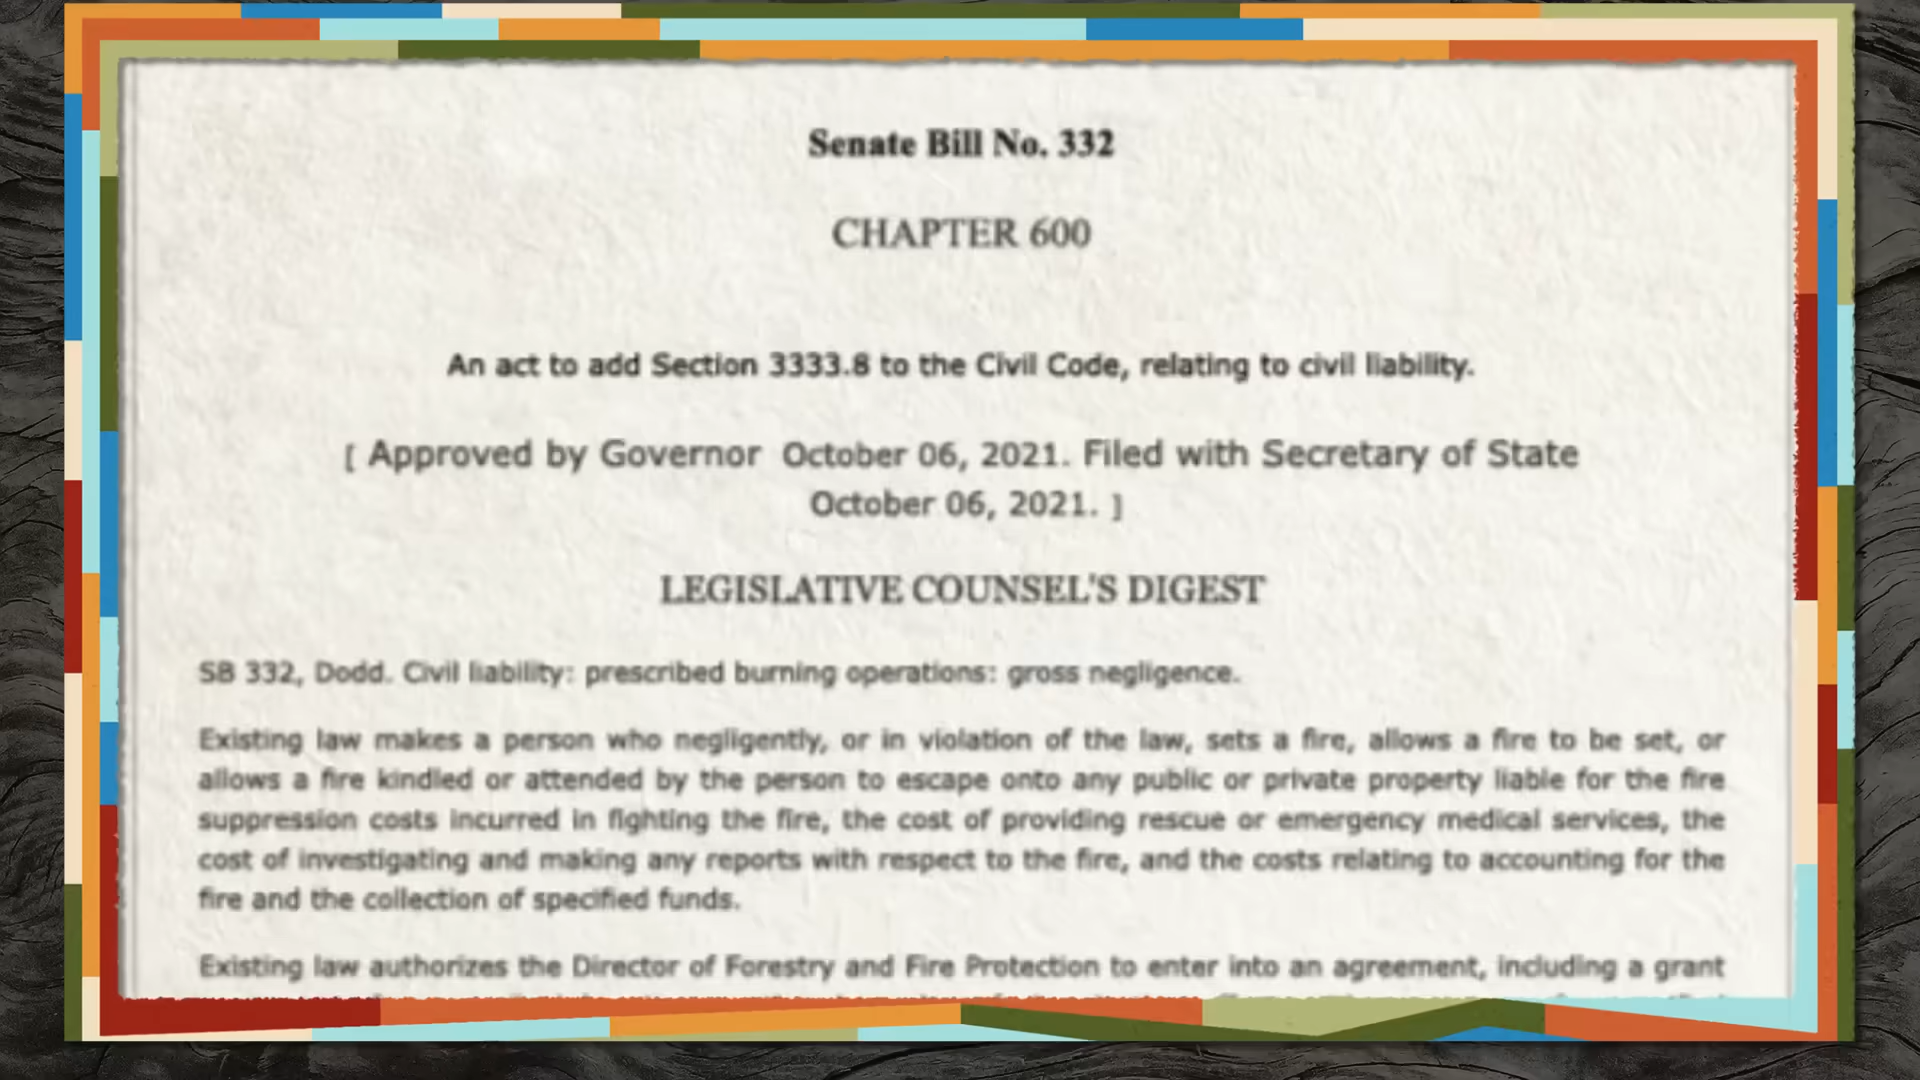 Senate Bill No. 332
CHAPTER 600
An act to add Section 3333.8 to the Civil Code, relating to civil liability.
[ Approved by Governor October 06, 2021. Filed with Secretary of State
October 06, 2021. ]
LEGISLATIVE COUNSEL'S DIGEST
SB 332, Dodd. Civil liability: prescribed burning operations: gross negligence.
Existing law makes a person who negligently, or in violation of the law, sets a fire, allows a fire to be set, or
allows a fire kindled or attended by the person to escape onto any public or private property liable for the fire
suppression costs incurred in fighting the fire, the cost of providing rescue or emergency medical services, the
cost of investigating and making any reports with respect to the fire, and the costs relating to accounting for the
fire and the collection of specified funds.
Existing law authorizes the Director of Forestry and Fire Protection to enter into an agreement, including a grant